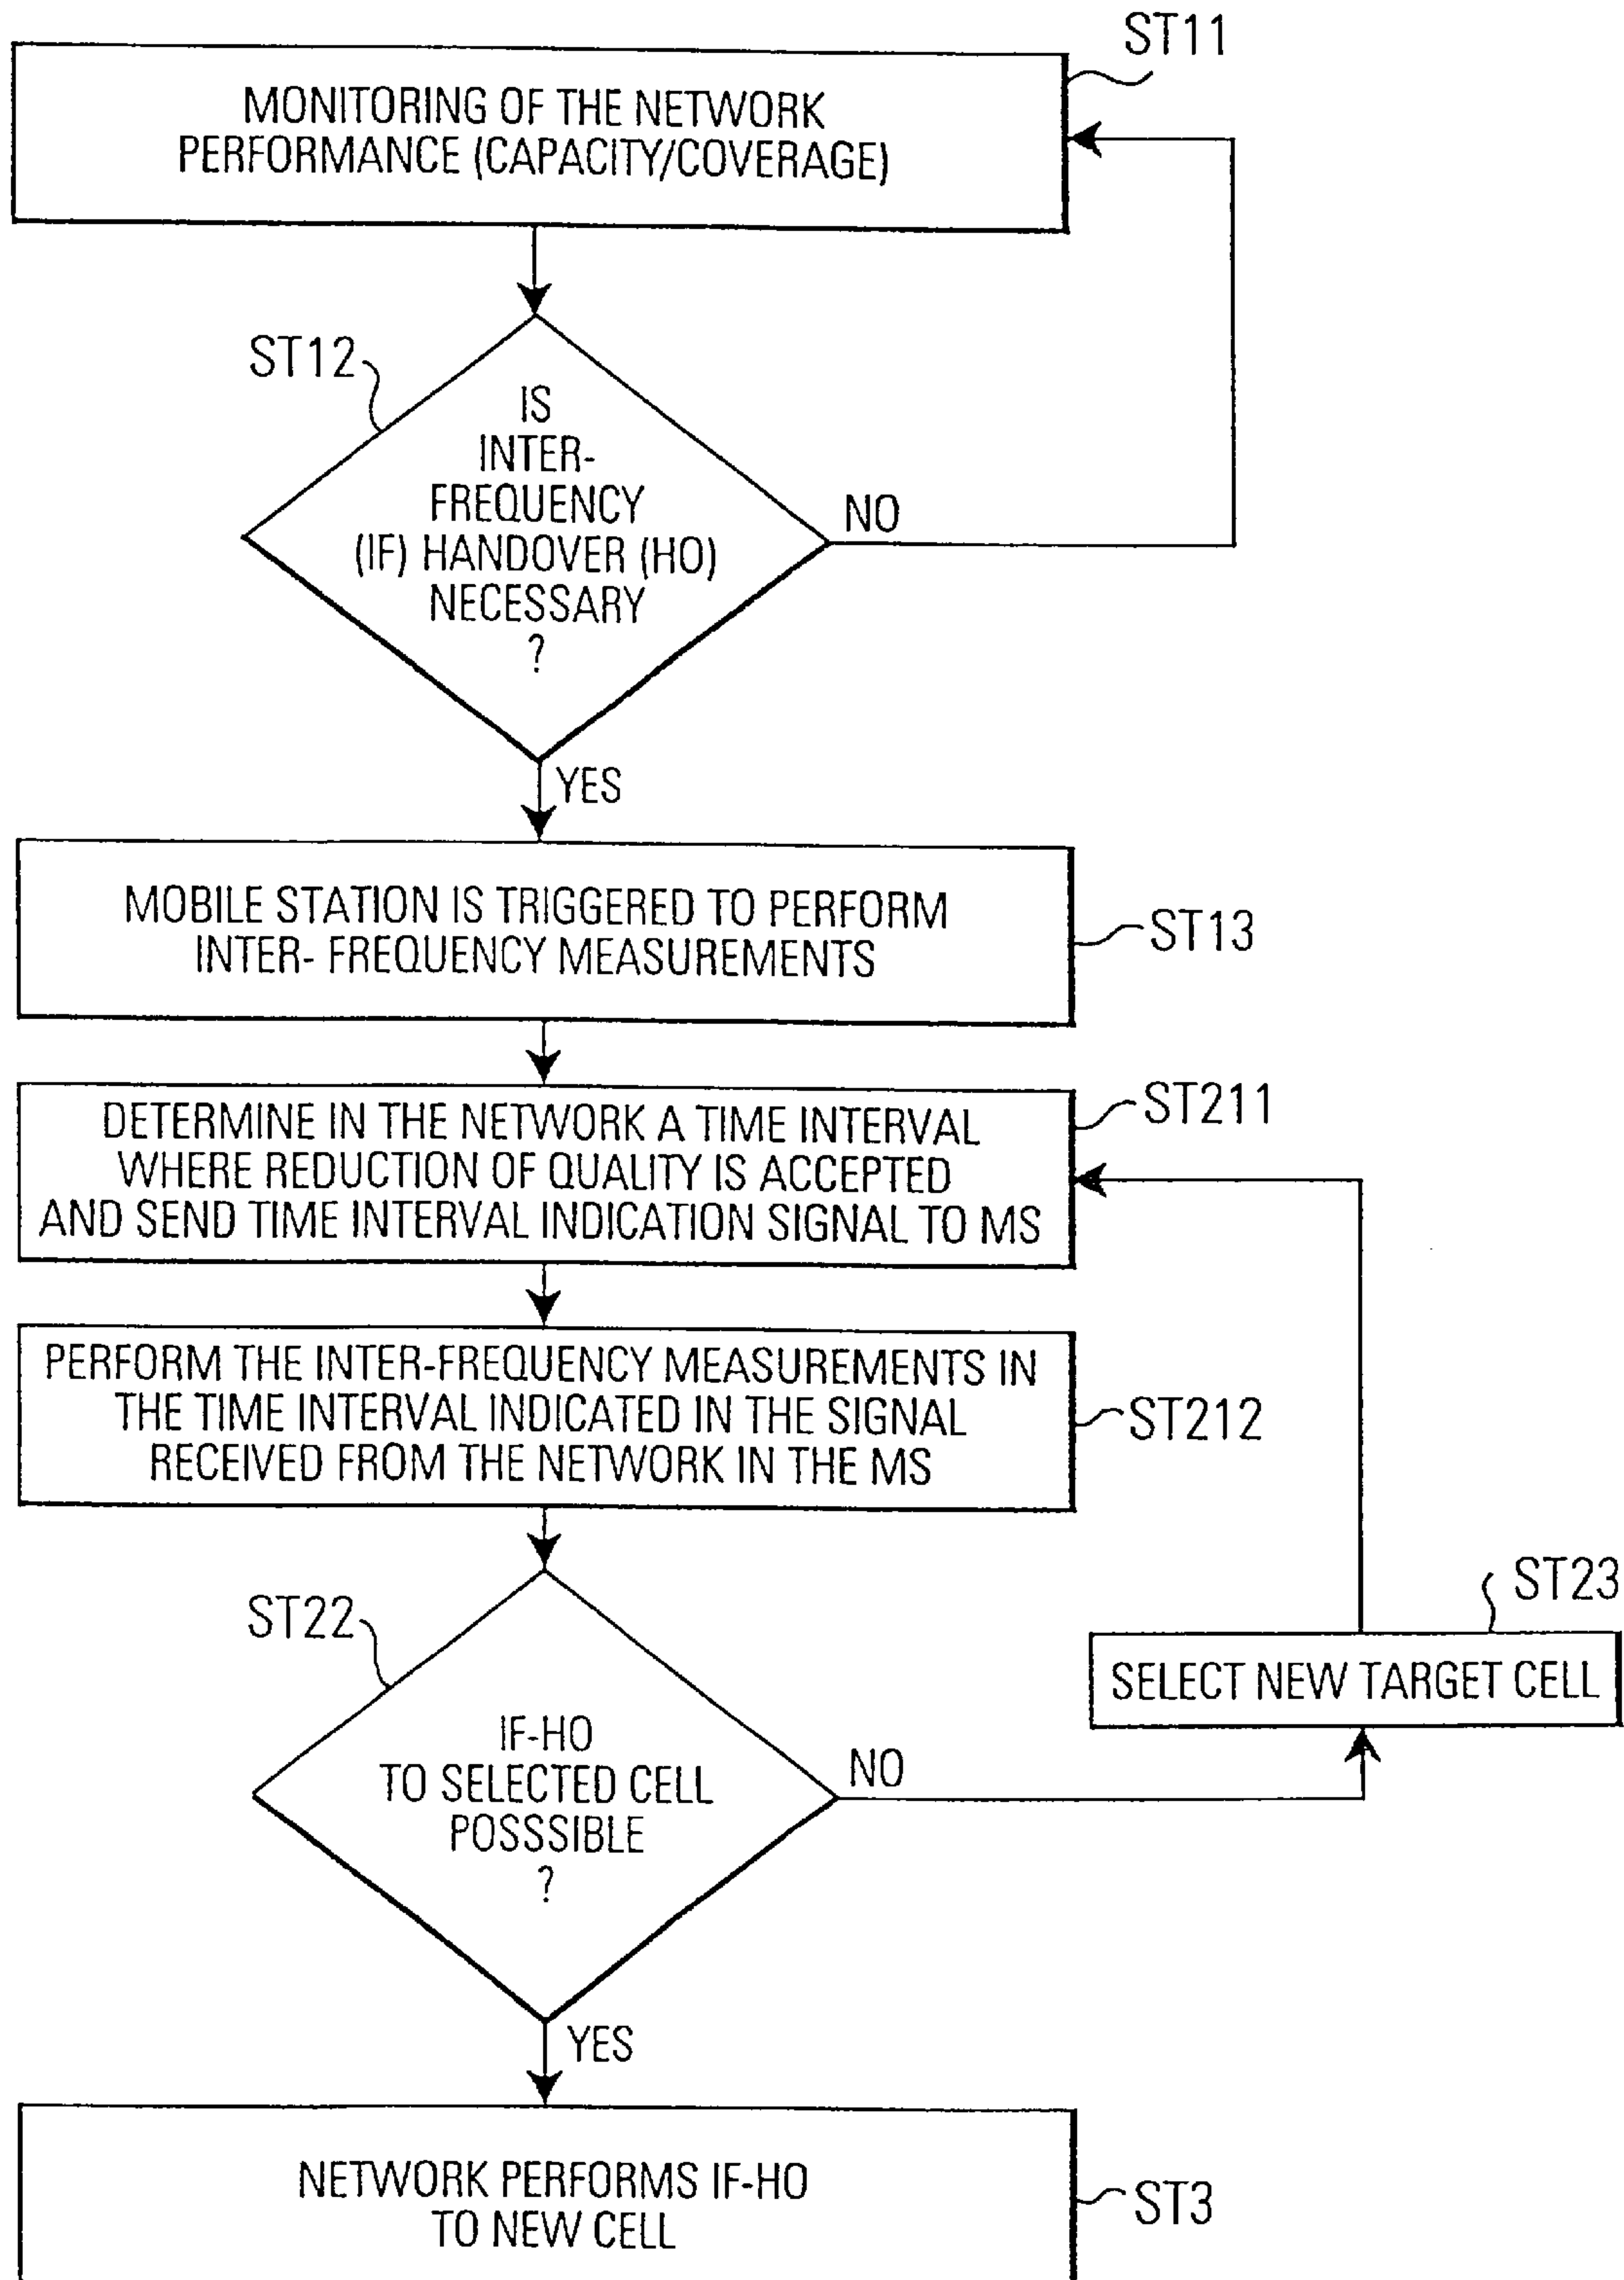 ST11
MONITORING OF THE NETWORK
PERFORMANCE (CAPACITY/COVERAGE)
ST12
IS
INTER-
FREQUENCY
(IF) HANDOVER (HO)
NECESSARY
?
NO
YES
MOBILE STATION IS TRIGGERED TO PERFORM
INTER- FREQUENCY MEASUREMENTS
ST13
DETERMINE IN THE NETWORK A TIME INTERVAL
WHERE REDUCTION OF QUALITY IS ACCEPTED
AND SEND TIME INTERVAL INDICATION SIGNAL TO MS
ST211
PERFORM THE INTER-FREQUENCY MEASUREMENTS IN
THE TIME INTERVAL INDICATED IN THE SIGNAL
RECEIVED FROM THE NETWORK IN THE MS
ST212
ST22
IF-HO
TO SELECTED CELL
POSSSIBLE
?
NO
ST23
SELECT NEW TARGET CELL
YES
NETWORK PERFORMS IF-HO
TO NEW CELL
ST3